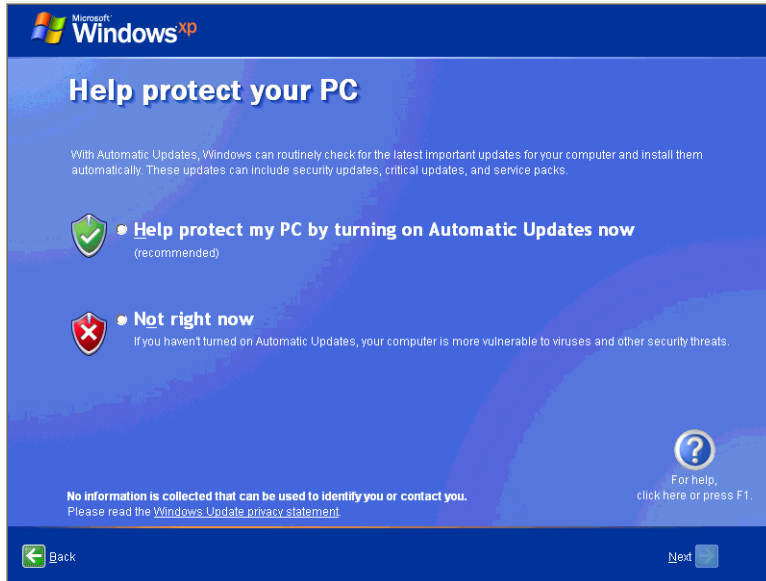 Microsoft
Windows xp
Help protect your PC
With Automatic Updates, Windows can routinely check for the latest important updates for your computer and install them
automatically. These updates can include security updates, critical updates, and service packs.
Help protect my PC by turning on Automatic Updates now
(recommended)
Not right now
If you haven't turned on Automatic Updates, your computer is more vulnerable to viruses and other security threats.
For help,
click here or press F1.
No information is collected that can be used to identify you or contact you.
Please read the Windows Update privacy statement.
Back
Next